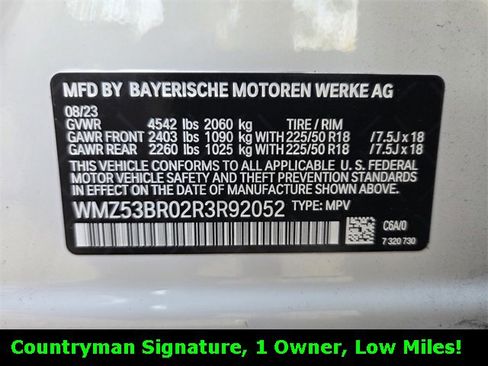 MFD BY BAYERISCHE MOTOREN WERKE AG
08/23
GVWR 4542 lbs 2060 kg TIRE / RIM
GAWR FRONT 2403 lbs 1090 kg WITH 225/50 R18 /7.5J x 18
GAWR REAR 2260 lbs 1025 kg WITH 225/50 R18 /7.5J x 18
THIS VEHICLE CONFORMS TO ALL APPLICABLE U. S. FEDERAL
MOTOR VEHICLE SAFETY AND THEFT PREVENTION STANDARDS
IN EFFECT ON THE DATE OF MANUFACTURE SHOWN ABOVE.
WMZ53BR02R3R92052 TYPE: MPV
C6A/0
7 320 730
Countryman Signature, 1 Owner, Low Miles!